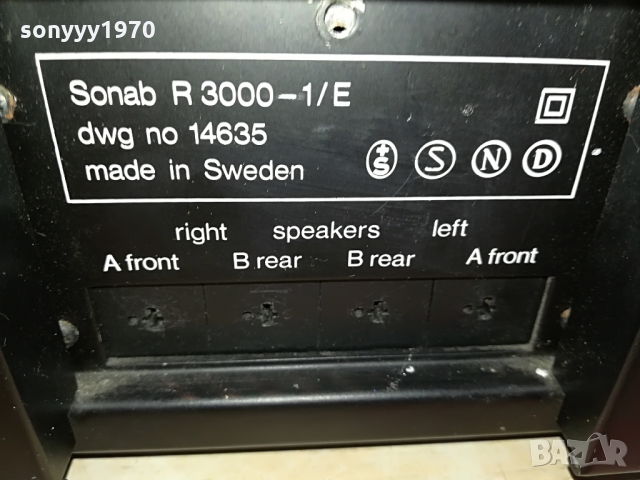 sonyyy1970
Sonab R 3000-1/E
dwg no 14635
made in Sweden
+S S N D
right speakers left
A front B rear B rear A front
BAZAR